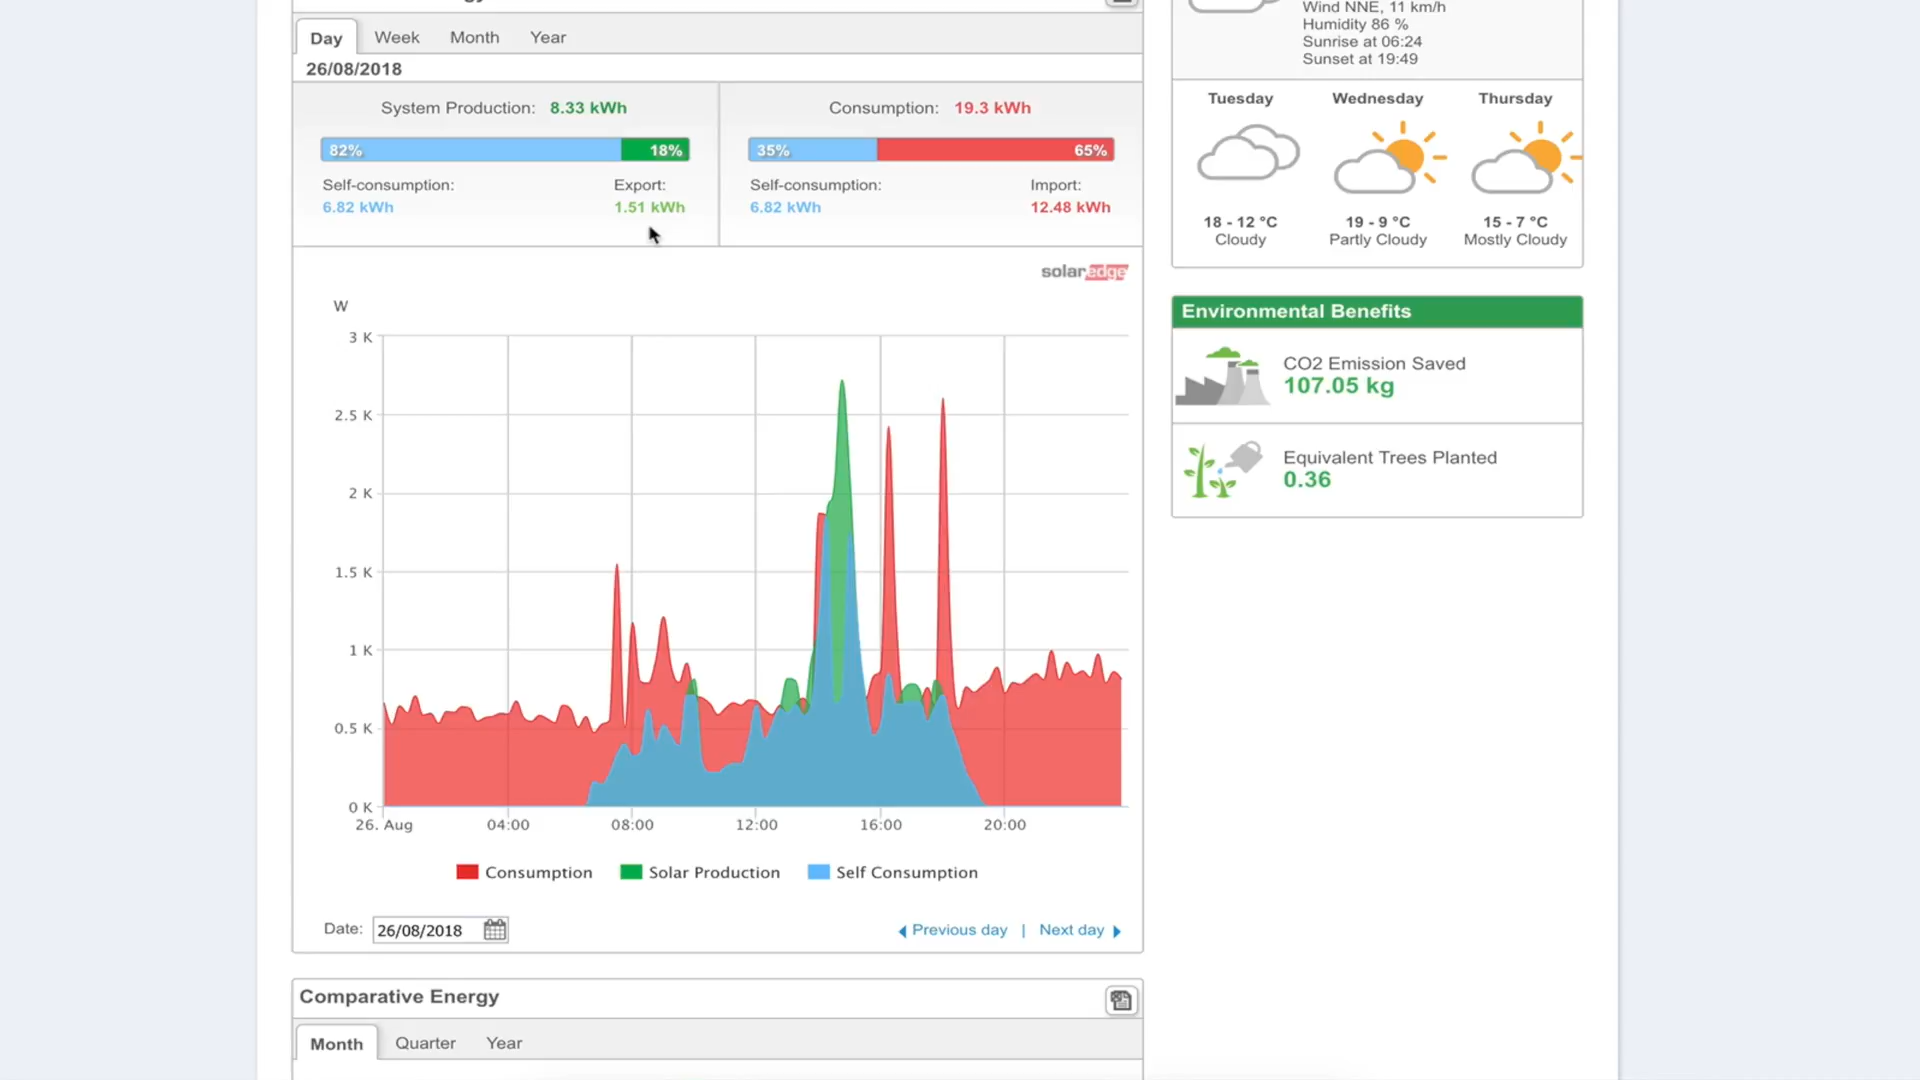 Day Week Month Year
26/08/2018
System Production: 8.33 kWh
82% 18%
Self-consumption: Export:
6.82 kWh 1.51 kWh
Consumption: 19.3 kWh
35% 65%
Self-consumption: Import:
6.82 kWh 12.48 kWh
solaredge
W
3 K
2.5 K
2 K
1.5 K
1 K
0.5 K
0 K
26. Aug 04:00 08:00 12:00 16:00 20:00
Consumption Solar Production Self Consumption
Date: 26/08/2018 Previous day | Next day
Comparative Energy
Month Quarter Year
Wind NNE, 11 km/h
Humidity 86 %
Sunrise at 06:24
Sunset at 19:49
Tuesday Wednesday Thursday
18 - 12 °C 19 - 9 °C 15 - 7 °C
Cloudy Partly Cloudy Mostly Cloudy
Environmental Benefits
CO2 Emission Saved
107.05 kg
Equivalent Trees Planted
0.36